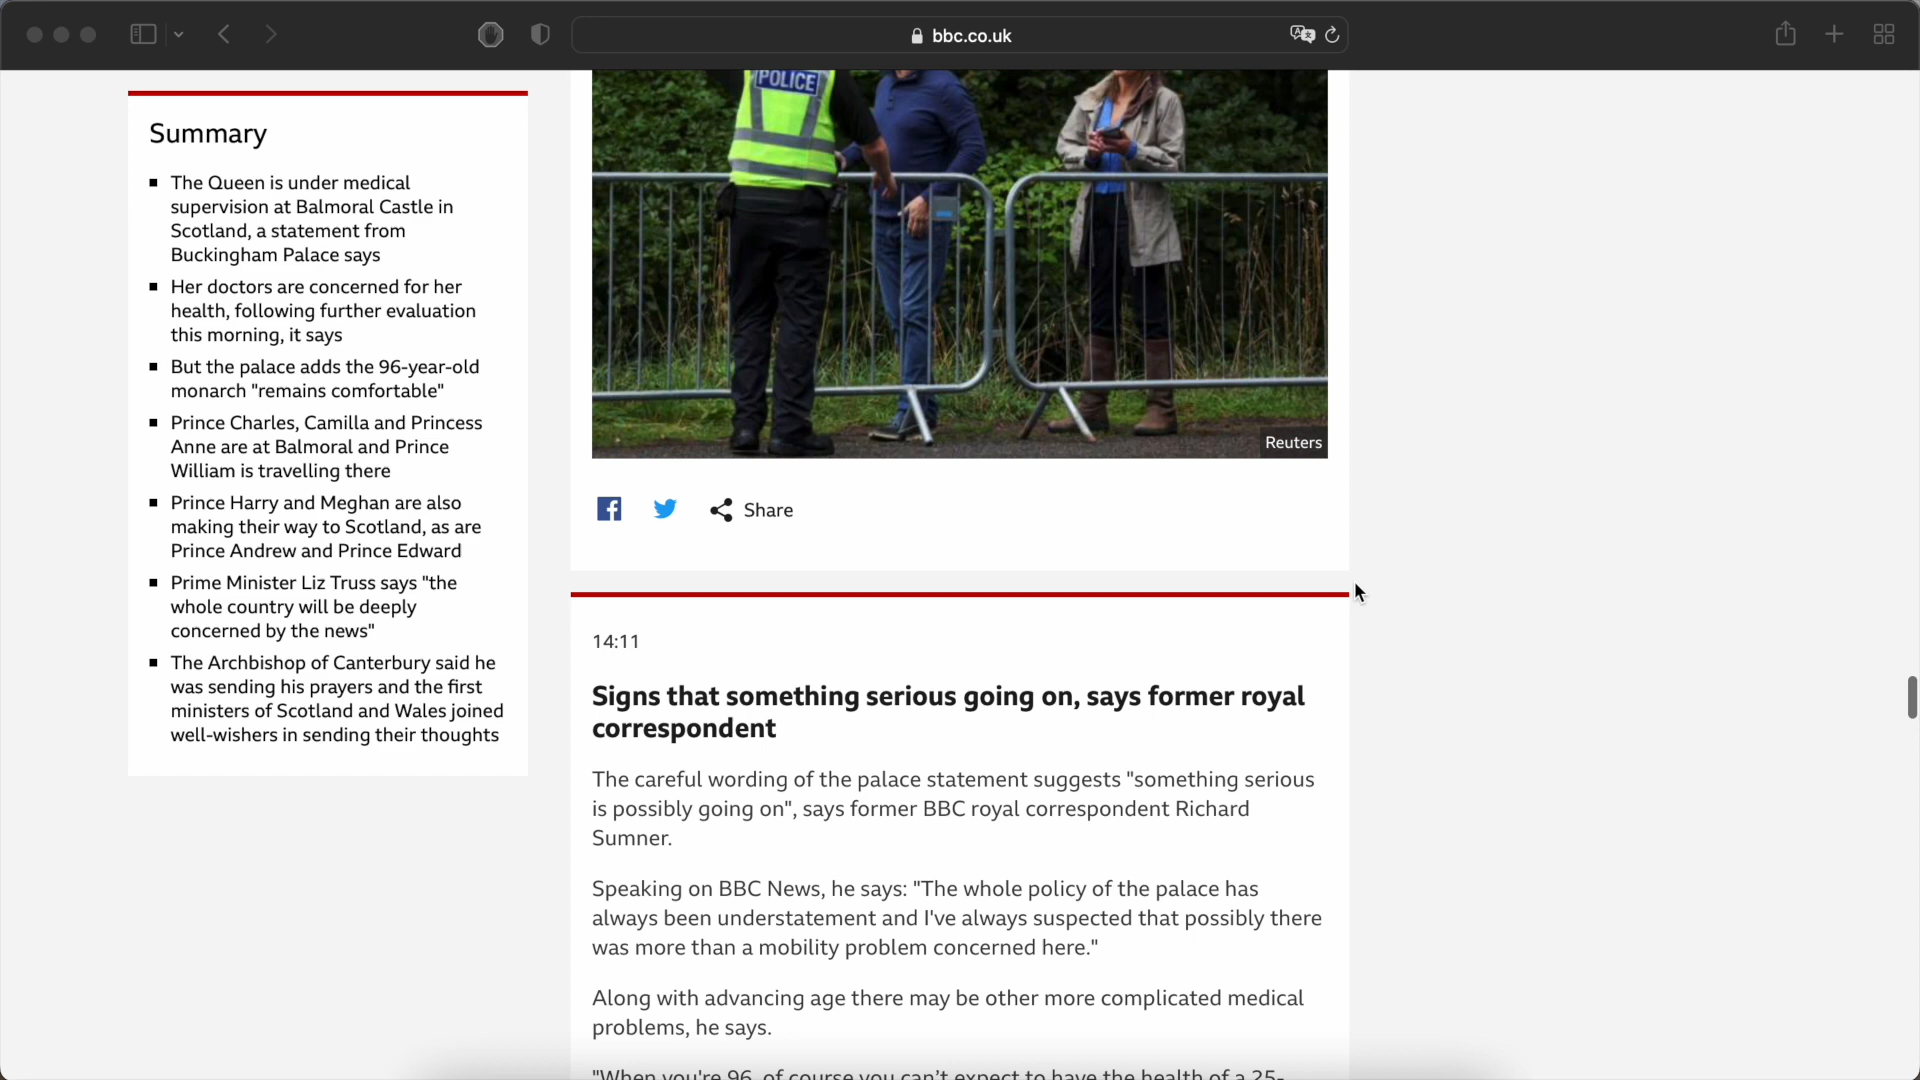 bbc.co.uk
Summary
The Queen is under medical
supervision at Balmoral Castle in
Scotland, a statement from
Buckingham Palace says
Her doctors are concerned for her
health, following further evaluation
this morning, it says
But the palace adds the 96-year-old
monarch "remains comfortable"
Prince Charles, Camilla and Princess
Anne are at Balmoral and Prince
William is travelling there
Prince Harry and Meghan are also
making their way to Scotland, as are
Prince Andrew and Prince Edward
Prime Minister Liz Truss says "the
whole country will be deeply
concerned by the news"
The Archbishop of Canterbury said he
was sending his prayers and the first
ministers of Scotland and Wales joined
well-wishers in sending their thoughts
POLICE
Reuters
Share
14:11
Signs that something serious going on, says former royal
correspondent
The careful wording of the palace statement suggests "something serious
is possibly going on", says former BBC royal correspondent Richard
Sumner.
Speaking on BBC News, he says: "The whole policy of the palace has
always been understatement and I've always suspected that possibly there
was more than a mobility problem concerned here."
Along with advancing age there may be other more complicated medical
problems, he says.
"When you're 96, of course you can't expect to have the health of a 25-